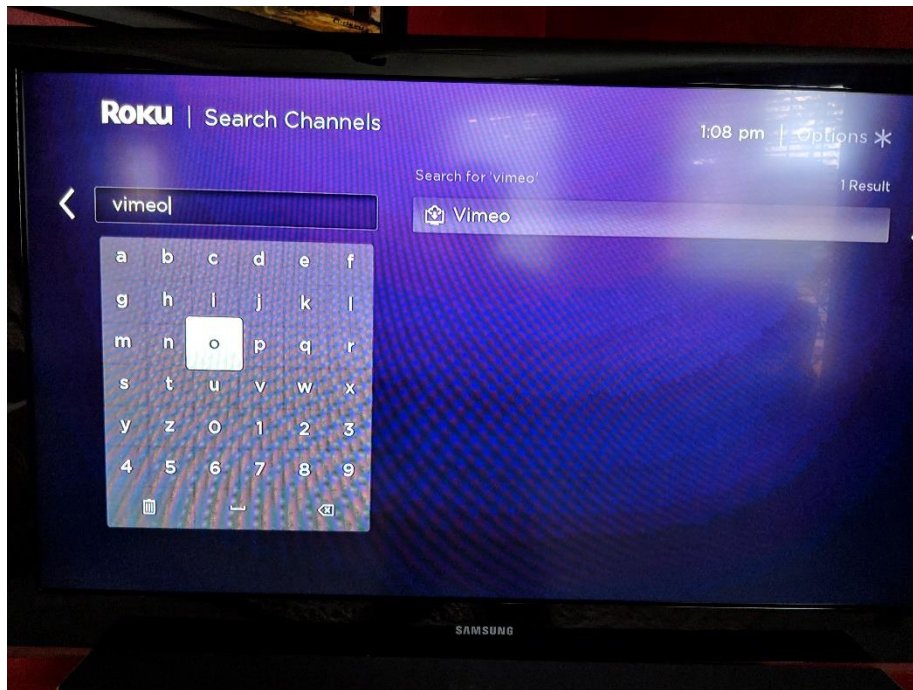 Roku | Search Channels
1:08 pm | Options *
Search for 'vimeo'
1 Result
vimeo
Vimeo
a b c d e f
g h i j k l
m n o p q r
s t u v w x
y z 0 1 2 3
4 5 6 7 8 9
SAMSUNG